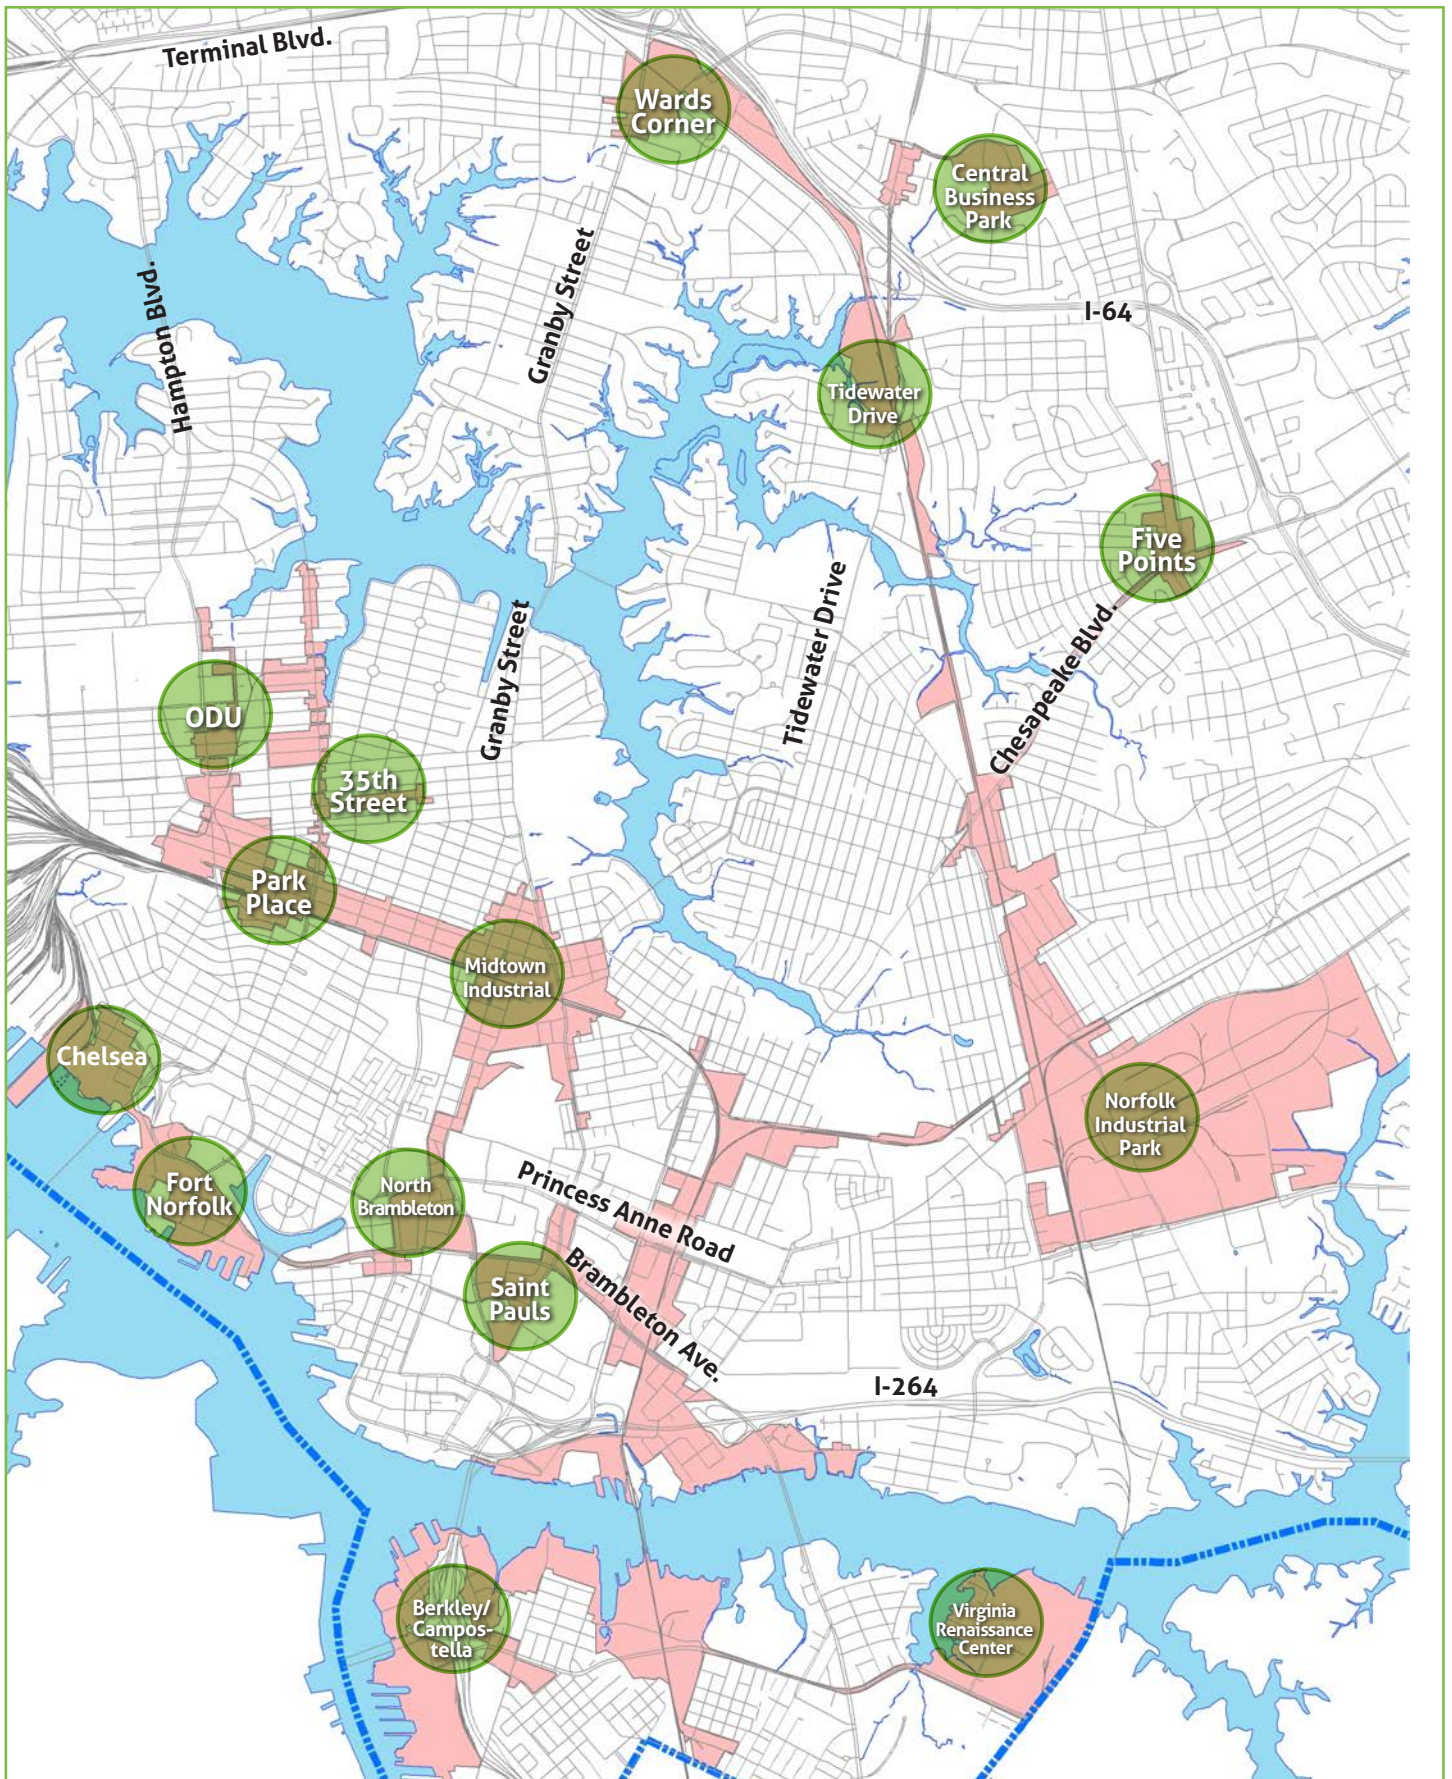 Terminal Blvd.
Wards
Corner
Central
Business
Park
Hampton Blvd.
Granby Street
I-64
Tidewater
Drive
Five
Points
Granby Street
Tidewater Drive
Chesapeake Blvd.
ODU
35th
Street
Park
Place
Midtown
Industrial
Chelsea
Norfolk
Industrial
Park
Fort
Norfolk
North
Brambleton
Princess Anne Road
Saint
Pauls
Brambleton Ave.
I-264
Berkley/
Campos-
tella
Virginia
Renaissance
Center